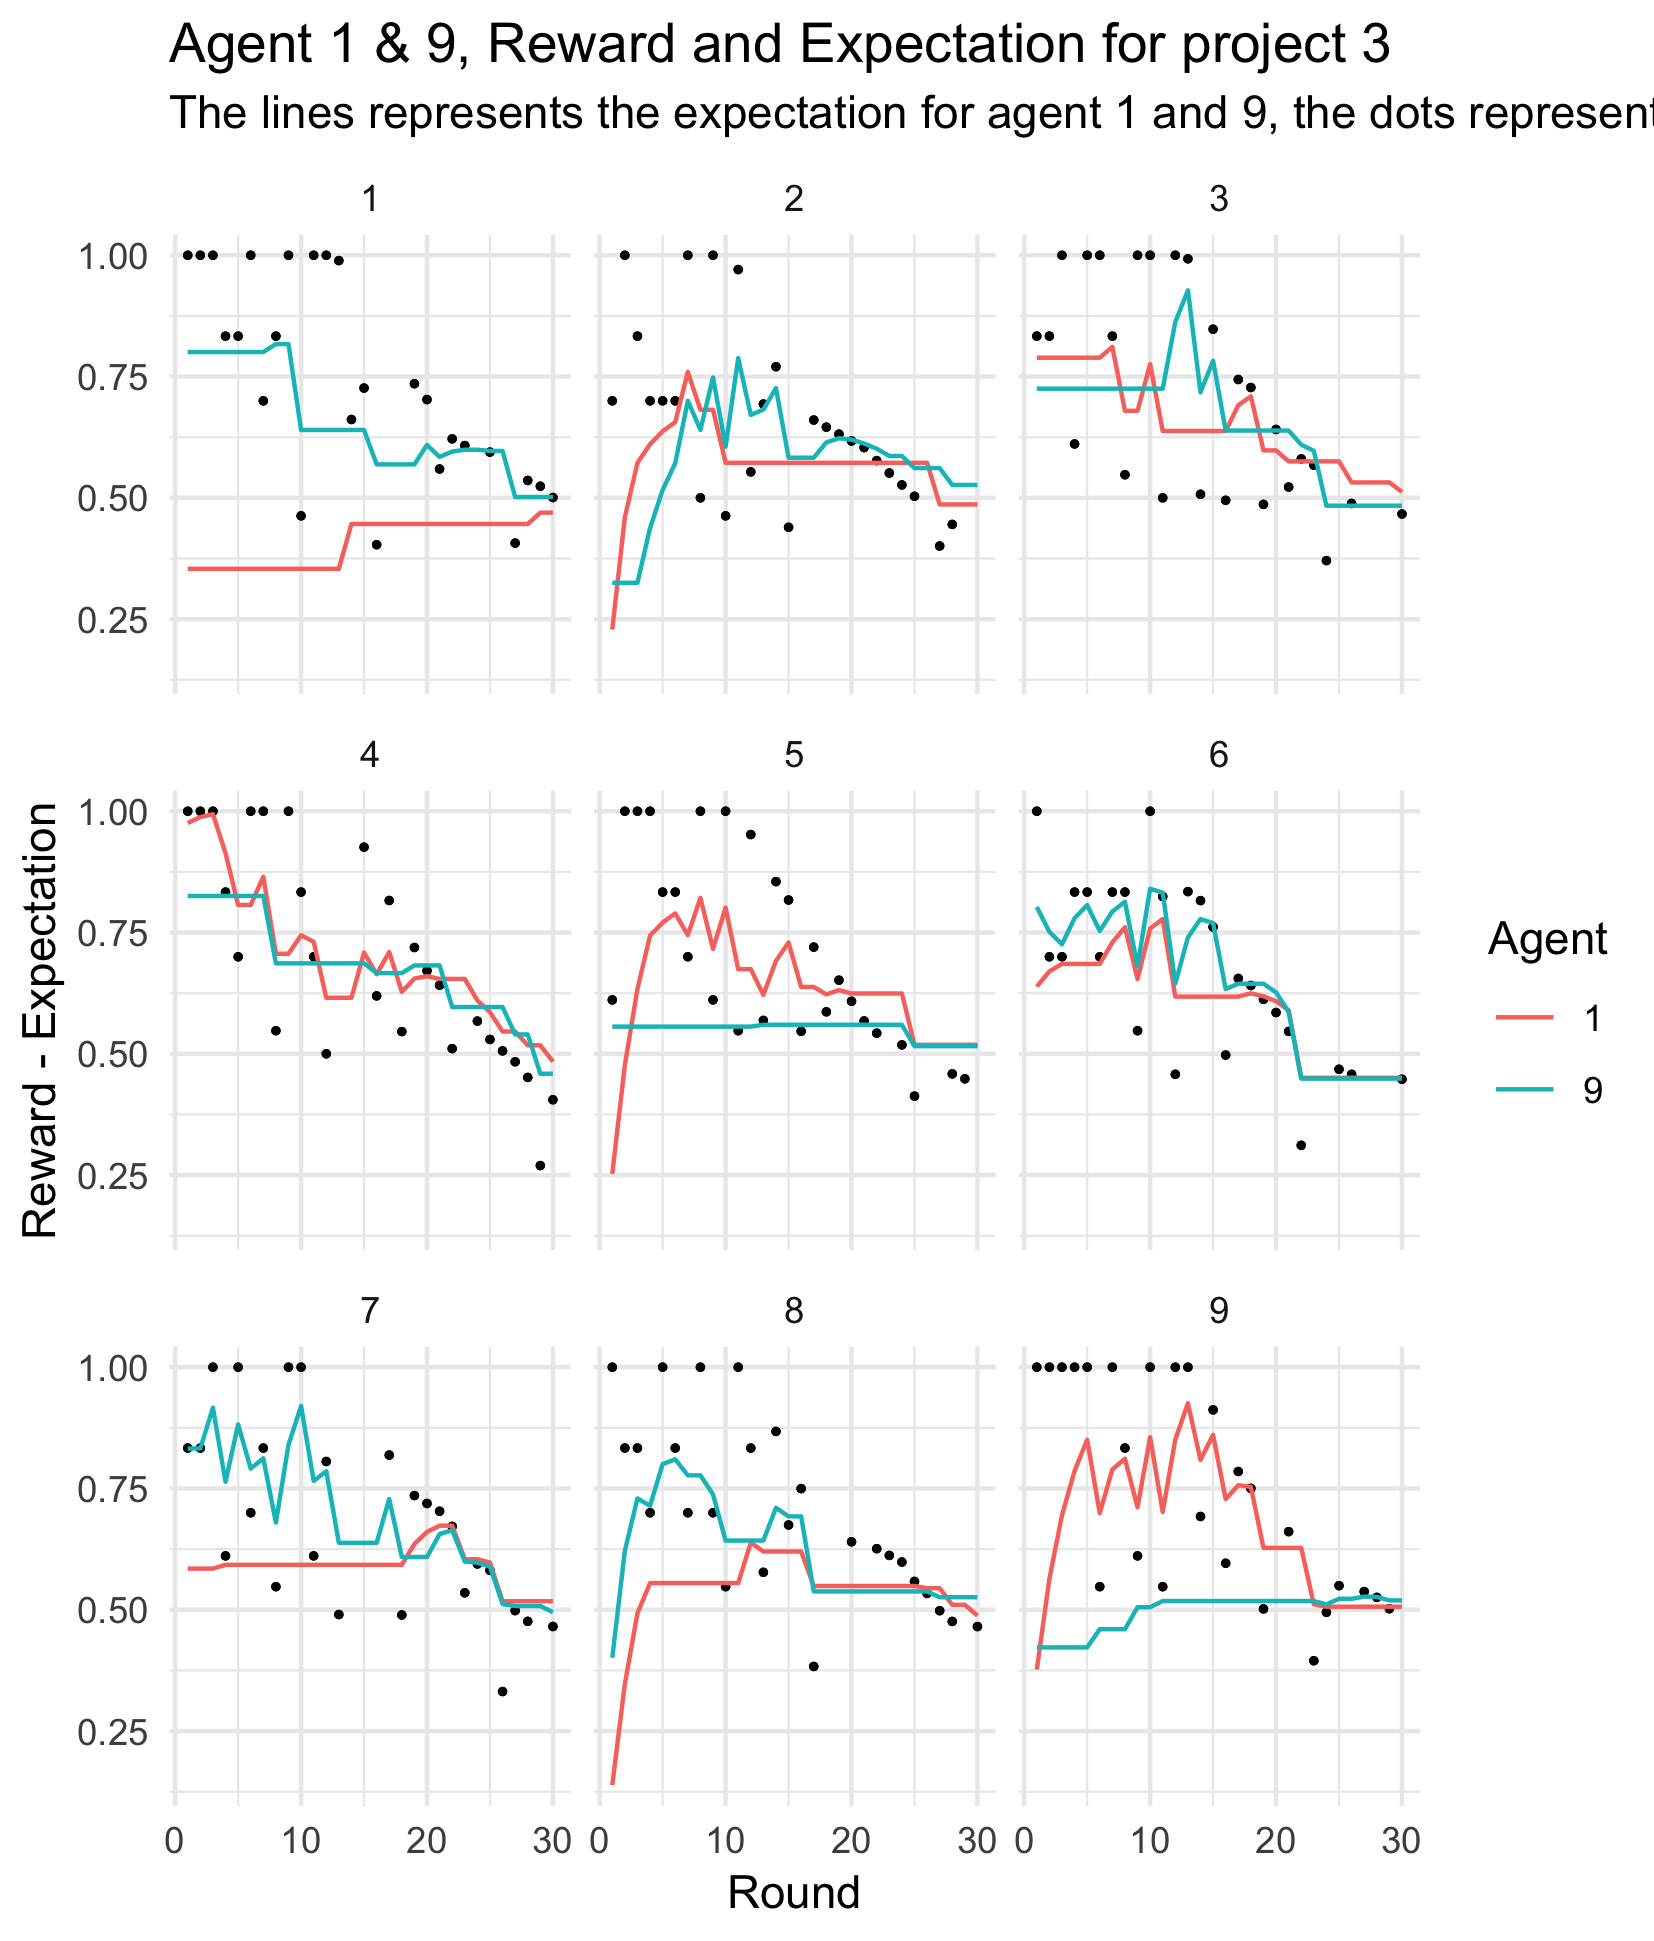 Agent 1 & 9, Reward and Expectation for project 3
The lines represents the expectation for agent 1 and 9, the dots represent
1 2 3
1.00
0.75
0.50
0.25
4 5 6
1.00
0.75
0.50
0.25
7 8 9
1.00
0.75
0.50
0.25
0 10 20 30 0 10 20 30 0 10 20 30
Round
Reward - Expectation
Agent
1
9